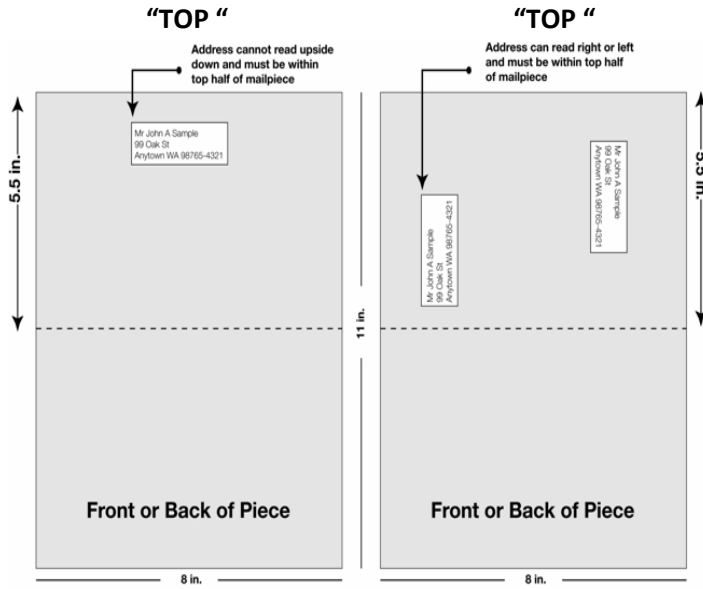 “TOP “
Address cannot read upside
down and must be within
top half of mailpiece
5.5 in.
Mr John A Sample
99 Oak St
Anytown WA 98765-4321
Front or Back of Piece
8 in.
11 in.
“TOP “
Address can read right or left
and must be within top half
of mailpiece
Mr John A Sample
99 Oak St
Anytown WA 98765-4321
Mr John A Sample
99 Oak St
Anytown WA 98765-4321
5.5 in.
Front or Back of Piece
8 in.